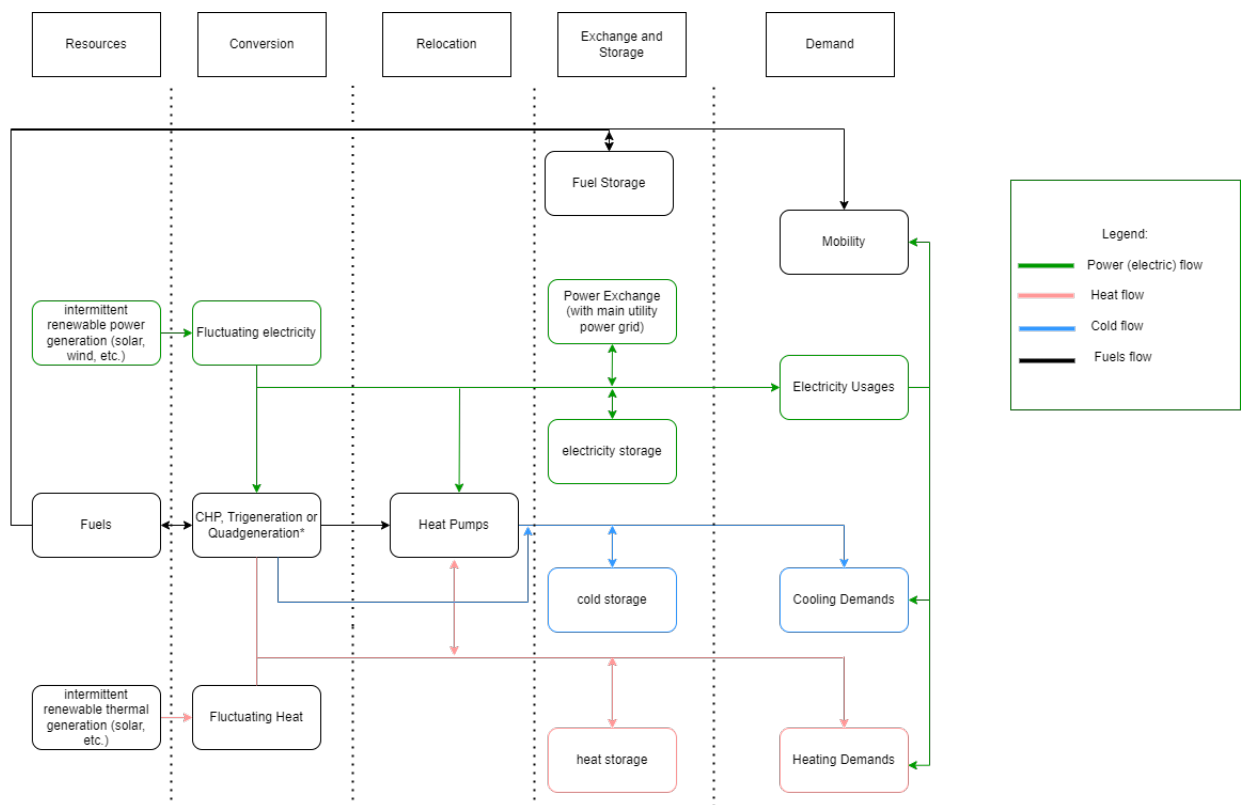 Resources
Conversion
Relocation
Exchange and
Storage
Demand
Fuel Storage
Mobility
Legend:
Power (electric) flow
Heat flow
Cold flow
Fuels flow
intermittent
renewable power
generation (solar,
wind, etc.)
Fluctuating electricity
Power Exchange
(with main utility
power grid)
Electricity Usages
electricity storage
Fuels
CHP, Trigeneration or
Quadgeneration*
Heat Pumps
cold storage
Cooling Demands
intermittent
renewable thermal
generation (solar,
etc.)
Fluctuating Heat
heat storage
Heating Demands